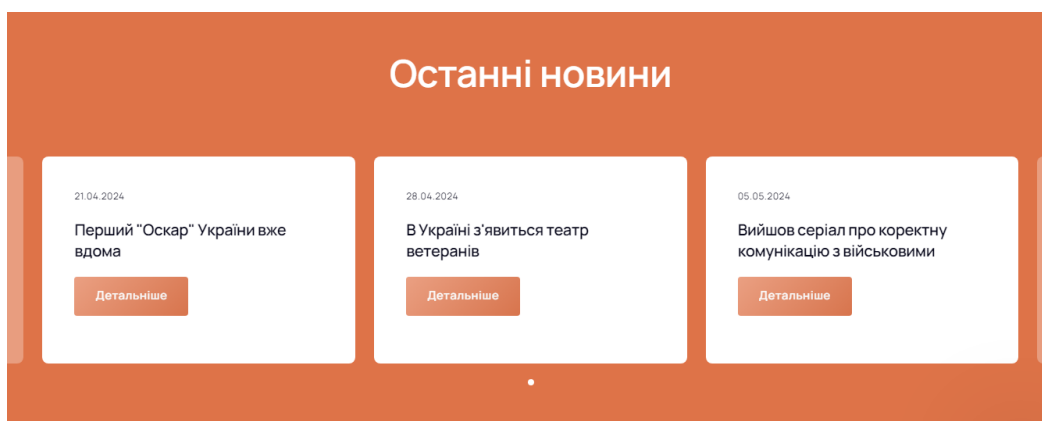 Останні новини
21.04.2024
Перший "Оскар" України вже
вдома
Детальніше
28.04.2024
В Україні з'явиться театр
ветеранів
Детальніше
05.05.2024
Вийшов серіал про коректну
комунікацію з військовими
Детальніше